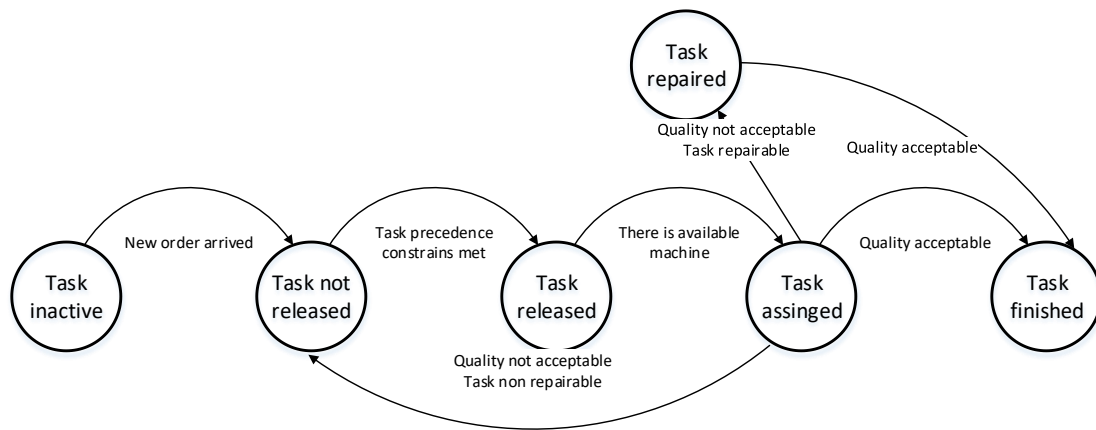 Task
repaired
Quality not acceptable
Task repairable
Quality acceptable
New order arrived
Task precedence
constrains met
There is available
machine
Quality acceptable
Task
inactive
Task not
released
Task
released
Task
assinged
Task
finished
Quality not acceptable
Task non repairable